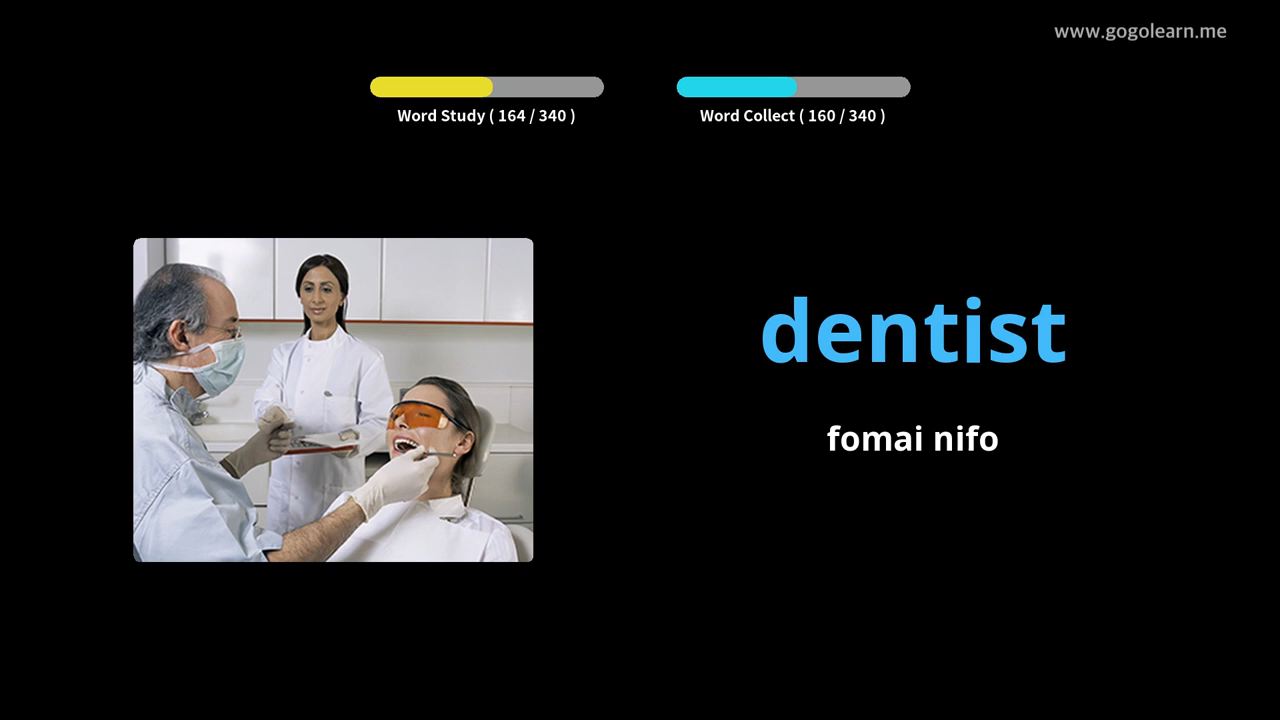 www.gogolearn.me
Word Study ( 164 / 340 )
Word Collect ( 160 / 340 )
dentist
fomai nifo